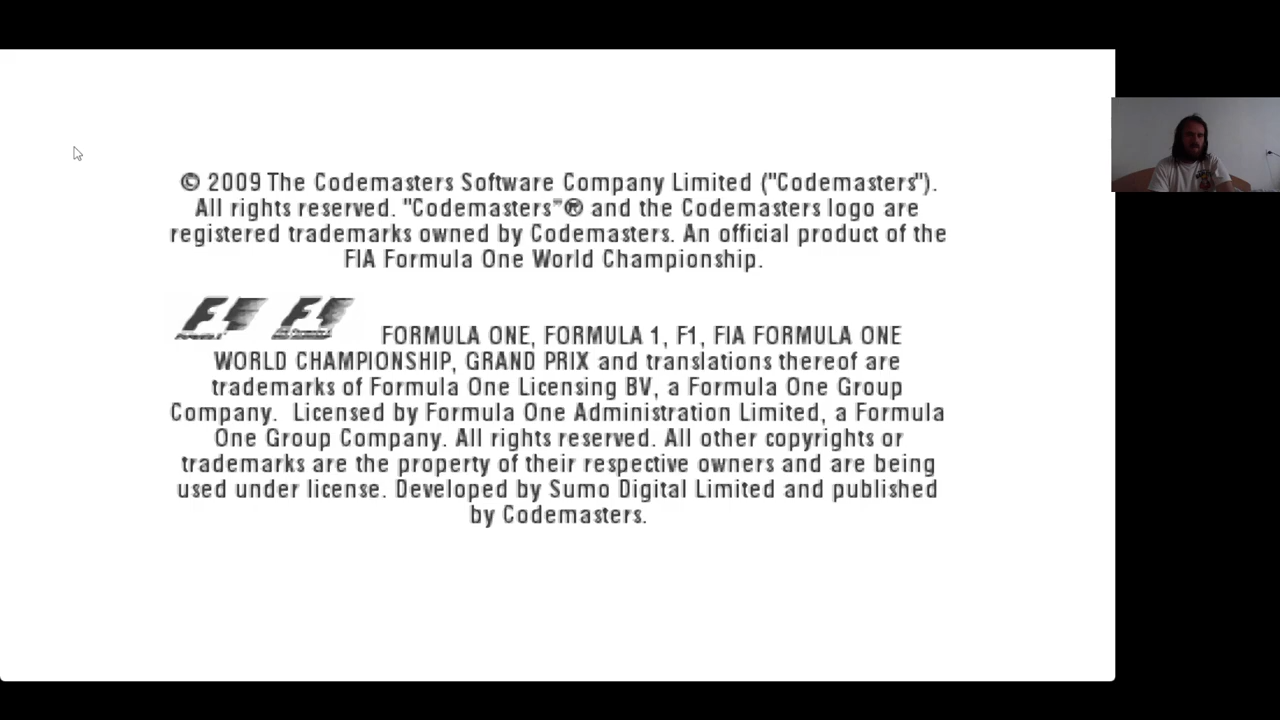 © 2009 The Codemasters Software Company Limited ("Codemasters").
All rights reserved. "Codemasters"® and the Codemasters logo are
registered trademarks owned by Codemasters. An official product of the
FIA Formula One World Championship.
F1 F1 FORMULA ONE, FORMULA 1, F1, FIA FORMULA ONE
WORLD CHAMPIONSHIP, GRAND PRIX and translations thereof are
trademarks of Formula One Licensing BV, a Formula One Group
Company.  Licensed by Formula One Administration Limited, a Formula
One Group Company. All rights reserved. All other copyrights or
trademarks are the property of their respective owners and are being
used under license. Developed by Sumo Digital Limited and published
by Codemasters.